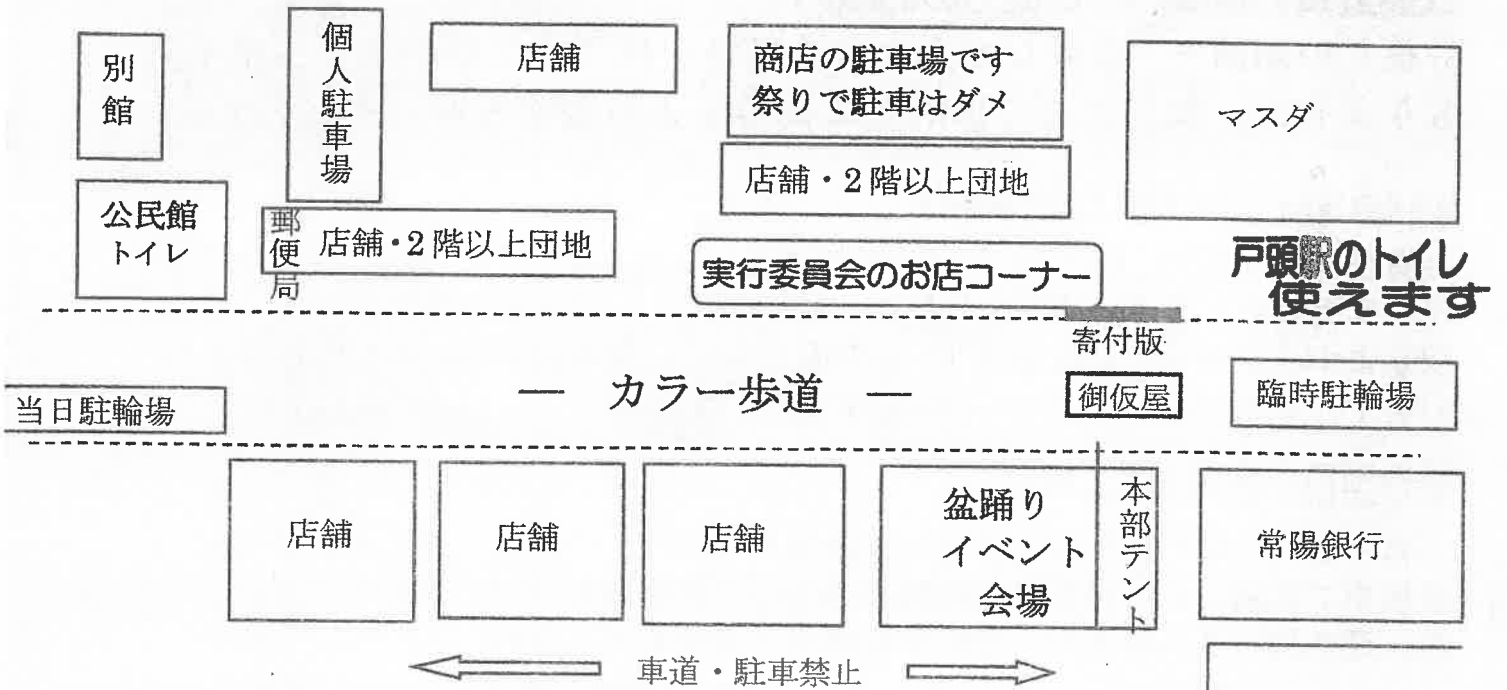 別館
個人駐車場
店舗
商店の駐車場です
祭りで駐車はダメ
マスダ
公民館
トイレ
郵便局
店舗・2階以上団地
店舗・2階以上団地
実行委員会のお店コーナー
戸頭駅のトイレ
使えます
寄付版
当日駐輪場
― カラー歩道 ―
御仮屋
臨時駐輪場
店舗
店舗
店舗
盆踊り
イベント
会場
本部テント
常陽銀行
車道・駐車禁止